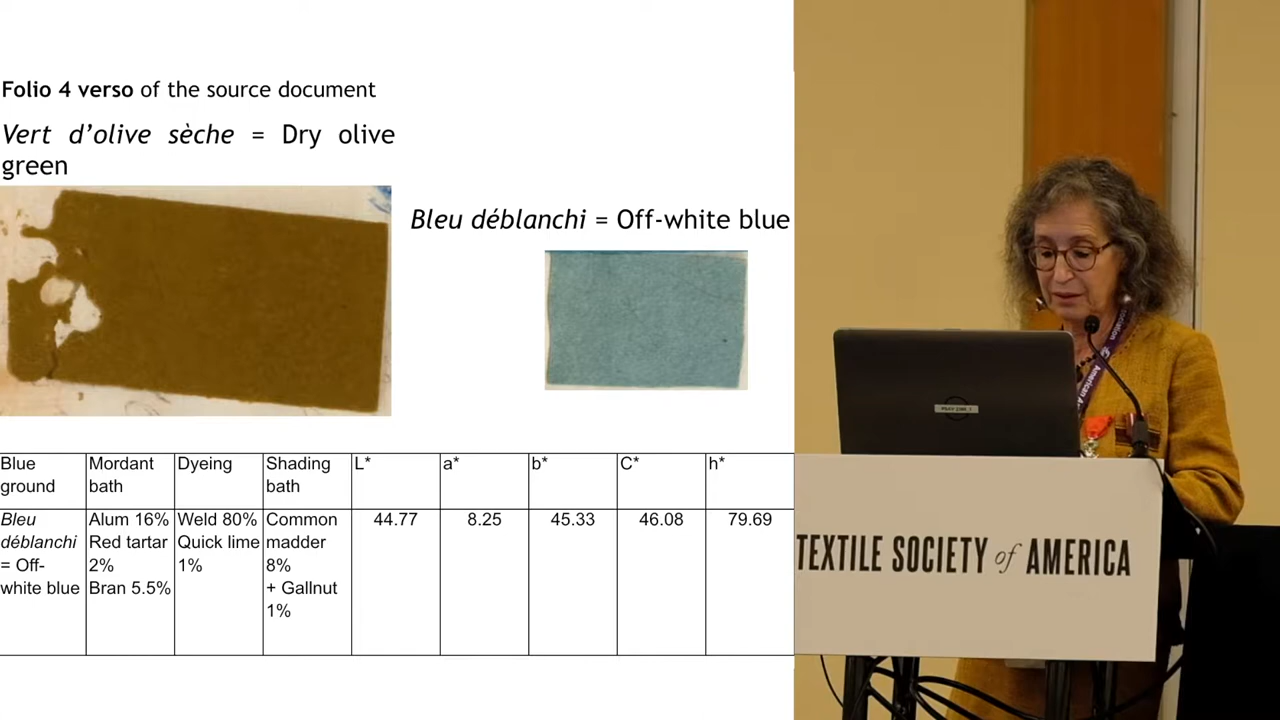 Folio 4 verso of the source document
Vert d’olive sèche = Dry olive
green
Bleu déblanchi = Off-white blue
Blue
ground
Mordant
bath
Dyeing
Shading
bath
L*
a*
b*
C*
h*
Bleu
déblanchi
= Off-
white blue
Alum 16%
Red tartar
2%
Bran 5.5%
Weld 80%
Quick lime
1%
Common
madder
8%
+ Gallnut
1%
44.77
8.25
45.33
46.08
79.69
TEXTILE SOCIETY of AMERICA